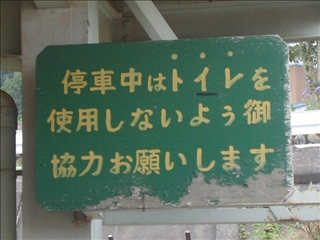 停車中はトイレを
使用しないよう御
協力お願いします